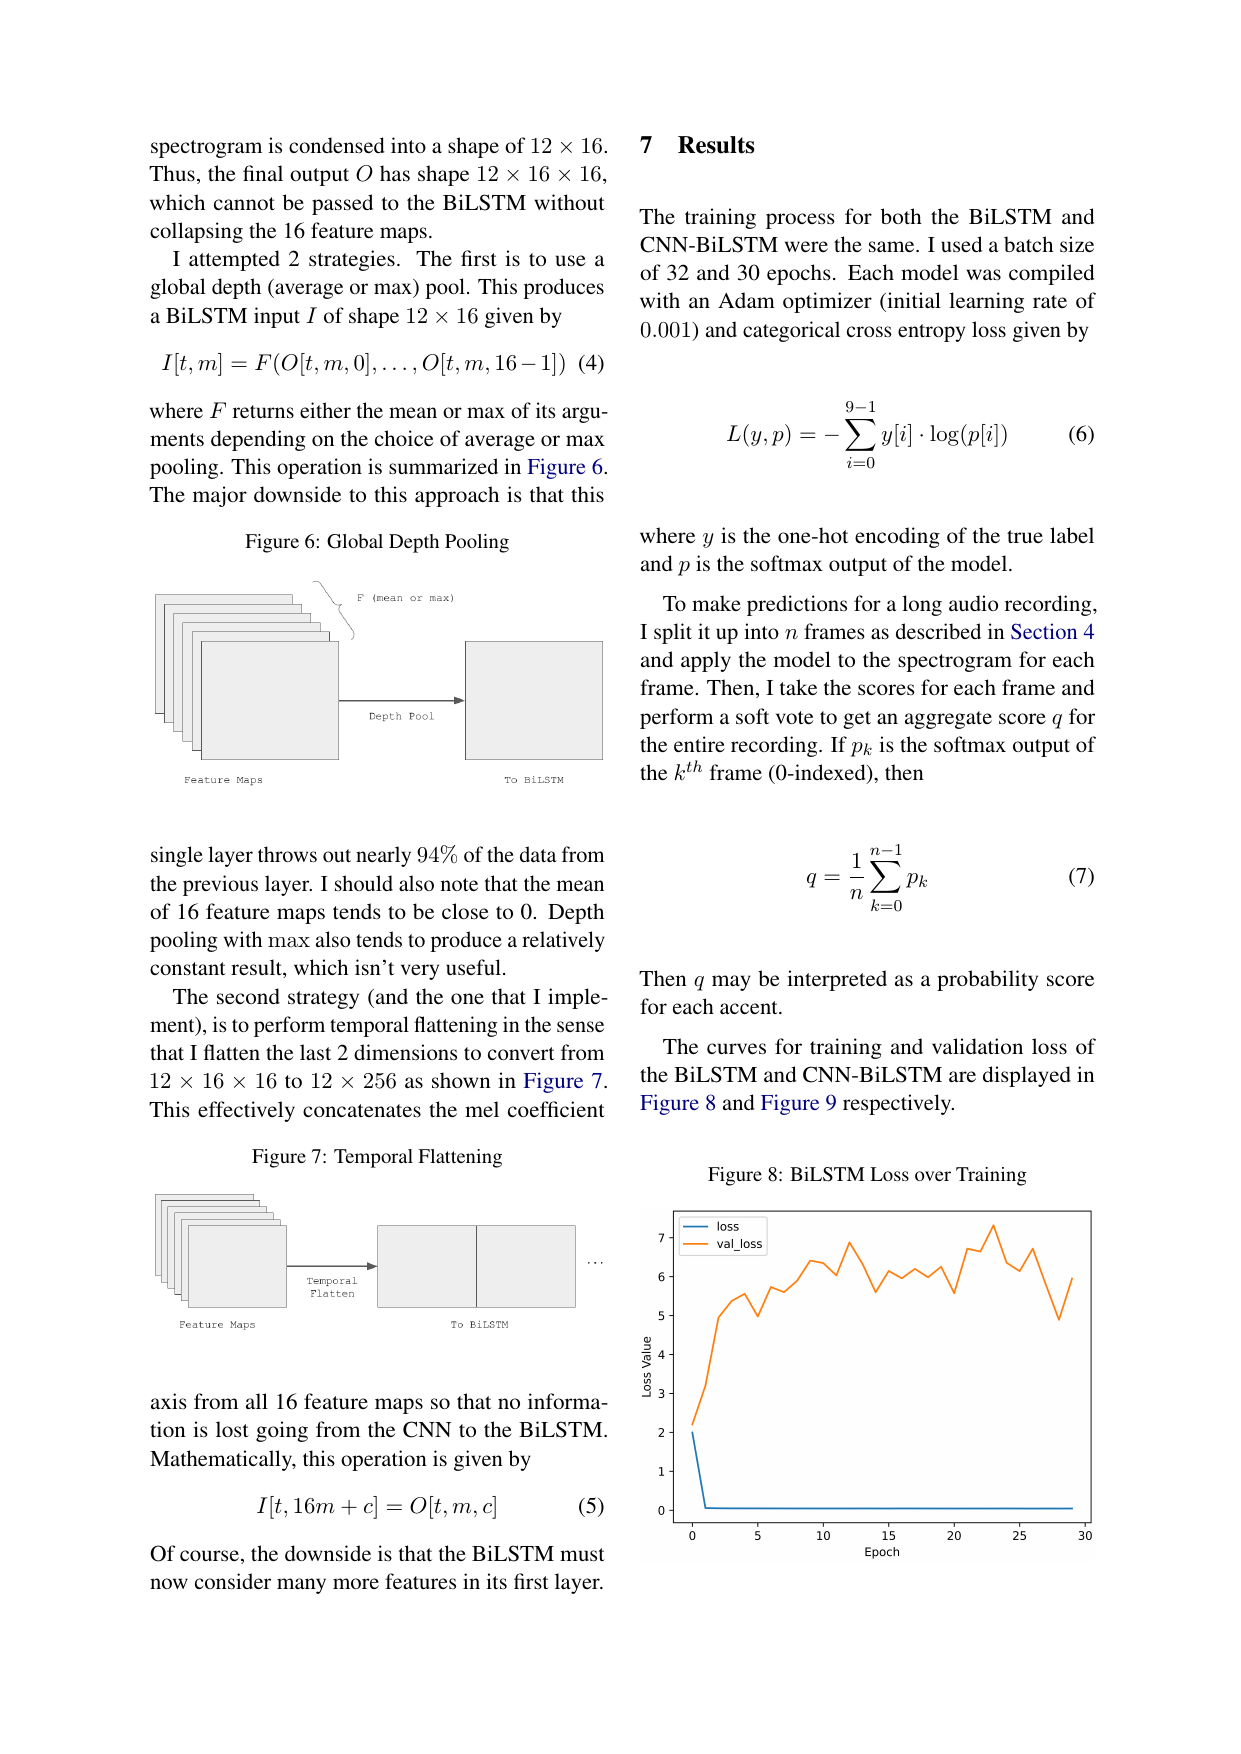 spectrogram is condensed into a shape of 12 × 16.
Thus, the final output O has shape 12 × 16 × 16,
which cannot be passed to the BiLSTM without
collapsing the 16 feature maps.
I attempted 2 strategies. The first is to use a
global depth (average or max) pool. This produces
a BiLSTM input I of shape 12 × 16 given by
I[t, m] = F(O[t, m, 0], . . . , O[t, m, 16 − 1]) (4)
where F returns either the mean or max of its argu-
ments depending on the choice of average or max
pooling. This operation is summarized in Figure 6.
The major downside to this approach is that this
Figure 6: Global Depth Pooling
F (mean or max)
Depth Pool
Feature Maps
To BiLSTM
single layer throws out nearly 94% of the data from
the previous layer. I should also note that the mean
of 16 feature maps tends to be close to 0. Depth
pooling with max also tends to produce a relatively
constant result, which isn't very useful.
The second strategy (and the one that I imple-
ment), is to perform temporal flattening in the sense
that I flatten the last 2 dimensions to convert from
12 × 16 × 16 to 12 × 256 as shown in Figure 7.
This effectively concatenates the mel coefficient
Figure 7: Temporal Flattening
...
Temporal
Flatten
Feature Maps
To BiLSTM
axis from all 16 feature maps so that no informa-
tion is lost going from the CNN to the BiLSTM.
Mathematically, this operation is given by
I[t, 16m + c] = O[t, m, c] (5)
Of course, the downside is that the BiLSTM must
now consider many more features in its first layer.
7 Results
The training process for both the BiLSTM and
CNN-BiLSTM were the same. I used a batch size
of 32 and 30 epochs. Each model was compiled
with an Adam optimizer (initial learning rate of
0.001) and categorical cross entropy loss given by
L(y, p) = − ∑_{i=0}^{9−1} y[i] · log(p[i]) (6)
where y is the one-hot encoding of the true label
and p is the softmax output of the model.
To make predictions for a long audio recording,
I split it up into n frames as described in Section 4
and apply the model to the spectrogram for each
frame. Then, I take the scores for each frame and
perform a soft vote to get an aggregate score q for
the entire recording. If p_k is the softmax output of
the k^{th} frame (0-indexed), then
q = \frac{1}{n} ∑_{k=0}^{n−1} p_k (7)
Then q may be interpreted as a probability score
for each accent.
The curves for training and validation loss of
the BiLSTM and CNN-BiLSTM are displayed in
Figure 8 and Figure 9 respectively.
Figure 8: BiLSTM Loss over Training
loss
val_loss
7
6
5
4
3
2
1
0
Loss Value
0 5 10 15 20 25 30
Epoch